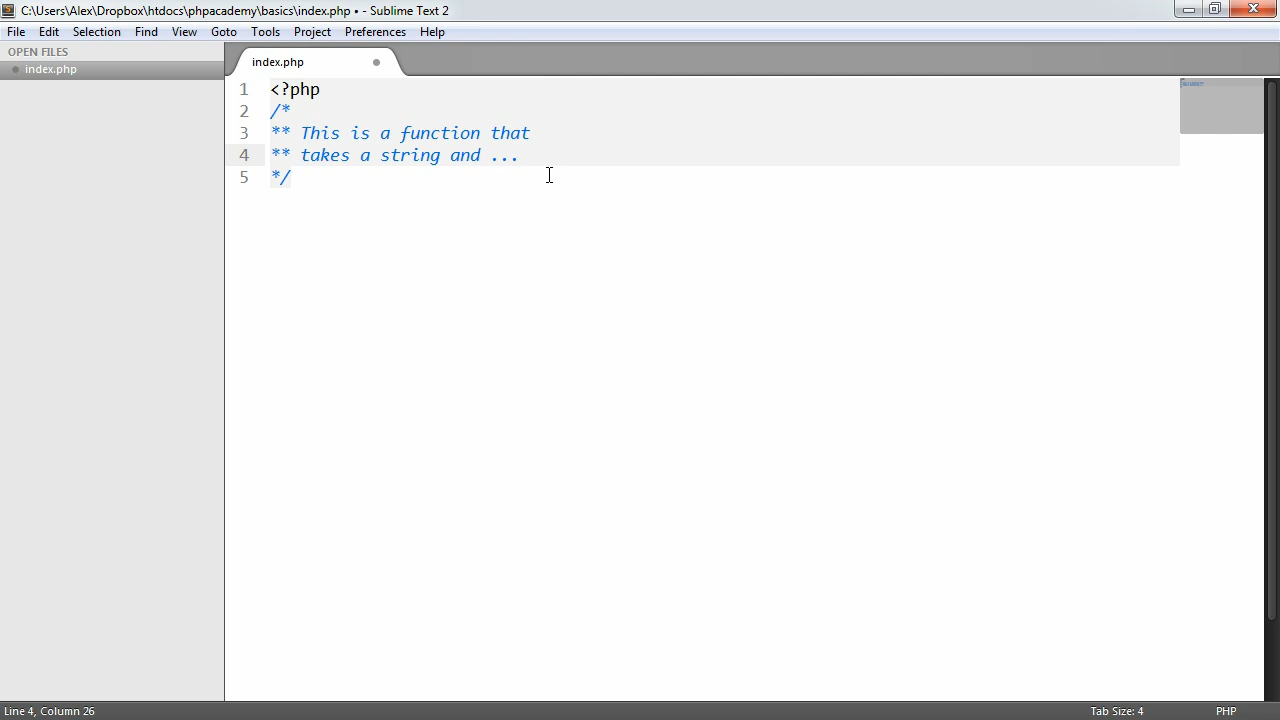 C:\Users\Alex\Dropbox\htdocs\phpacademy\basics\index.php • - Sublime Text 2
File Edit Selection Find View Goto Tools Project Preferences Help
OPEN FILES
index.php
index.php
1 <?php
2 /*
3 ** This is a function that
4 ** takes a string and ...
5 */
Line 4, Column 26
Tab Size: 4
PHP